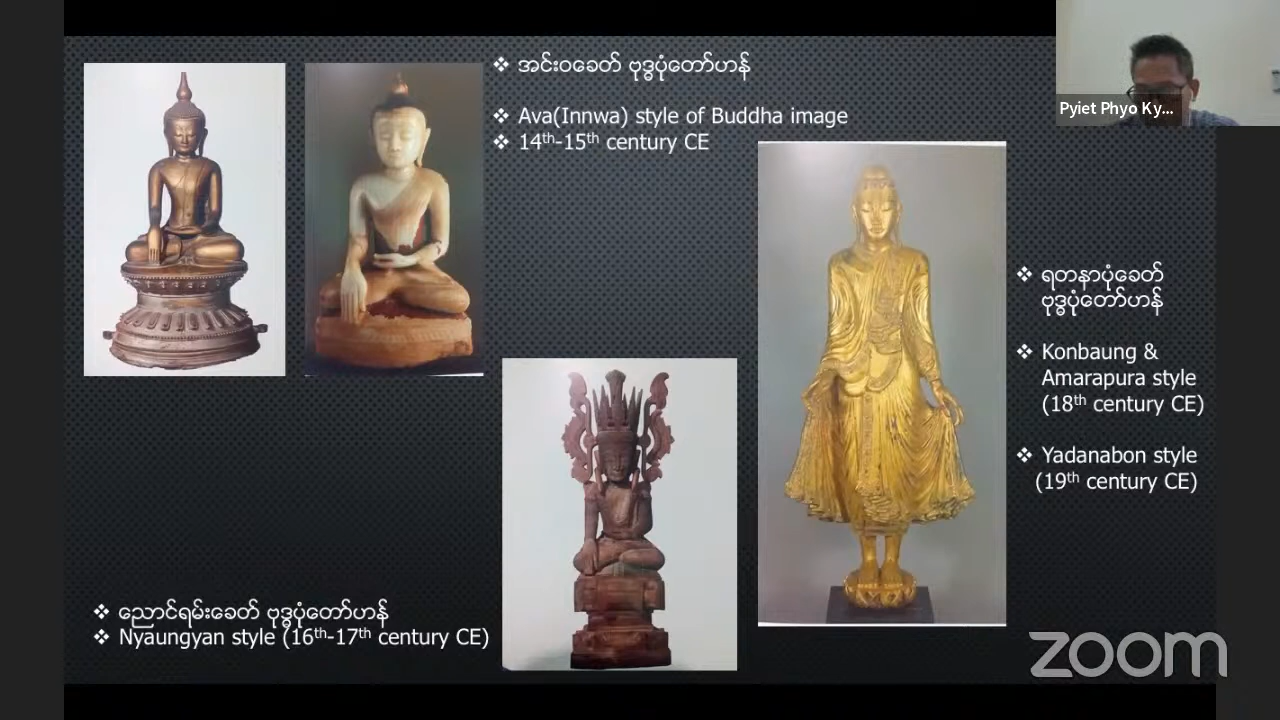 Pyiet Phyo Ky...
❖ အင်းဝခေတ် ဗုဒ္ဓပုံတော်ဟန်
❖ Ava(Innwa) style of Buddha image
❖ 14th-15th century CE
❖ ရတနာပုံခေတ်
ဗုဒ္ဓပုံတော်ဟန်
❖ Konbaung &
Amarapura style
(18th century CE)
❖ Yadanabon style
(19th century CE)
❖ ညောင်ရမ်းခေတ် ဗုဒ္ဓပုံတော်ဟန်
❖ Nyaungyan style (16th-17th century CE)
zoom